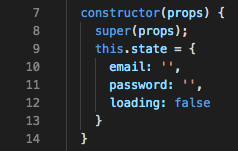 7 constructor(props) {
8 super(props);
9 this.state = {
10 email: '',
11 password: '',
12 loading: false
13 }
14 }